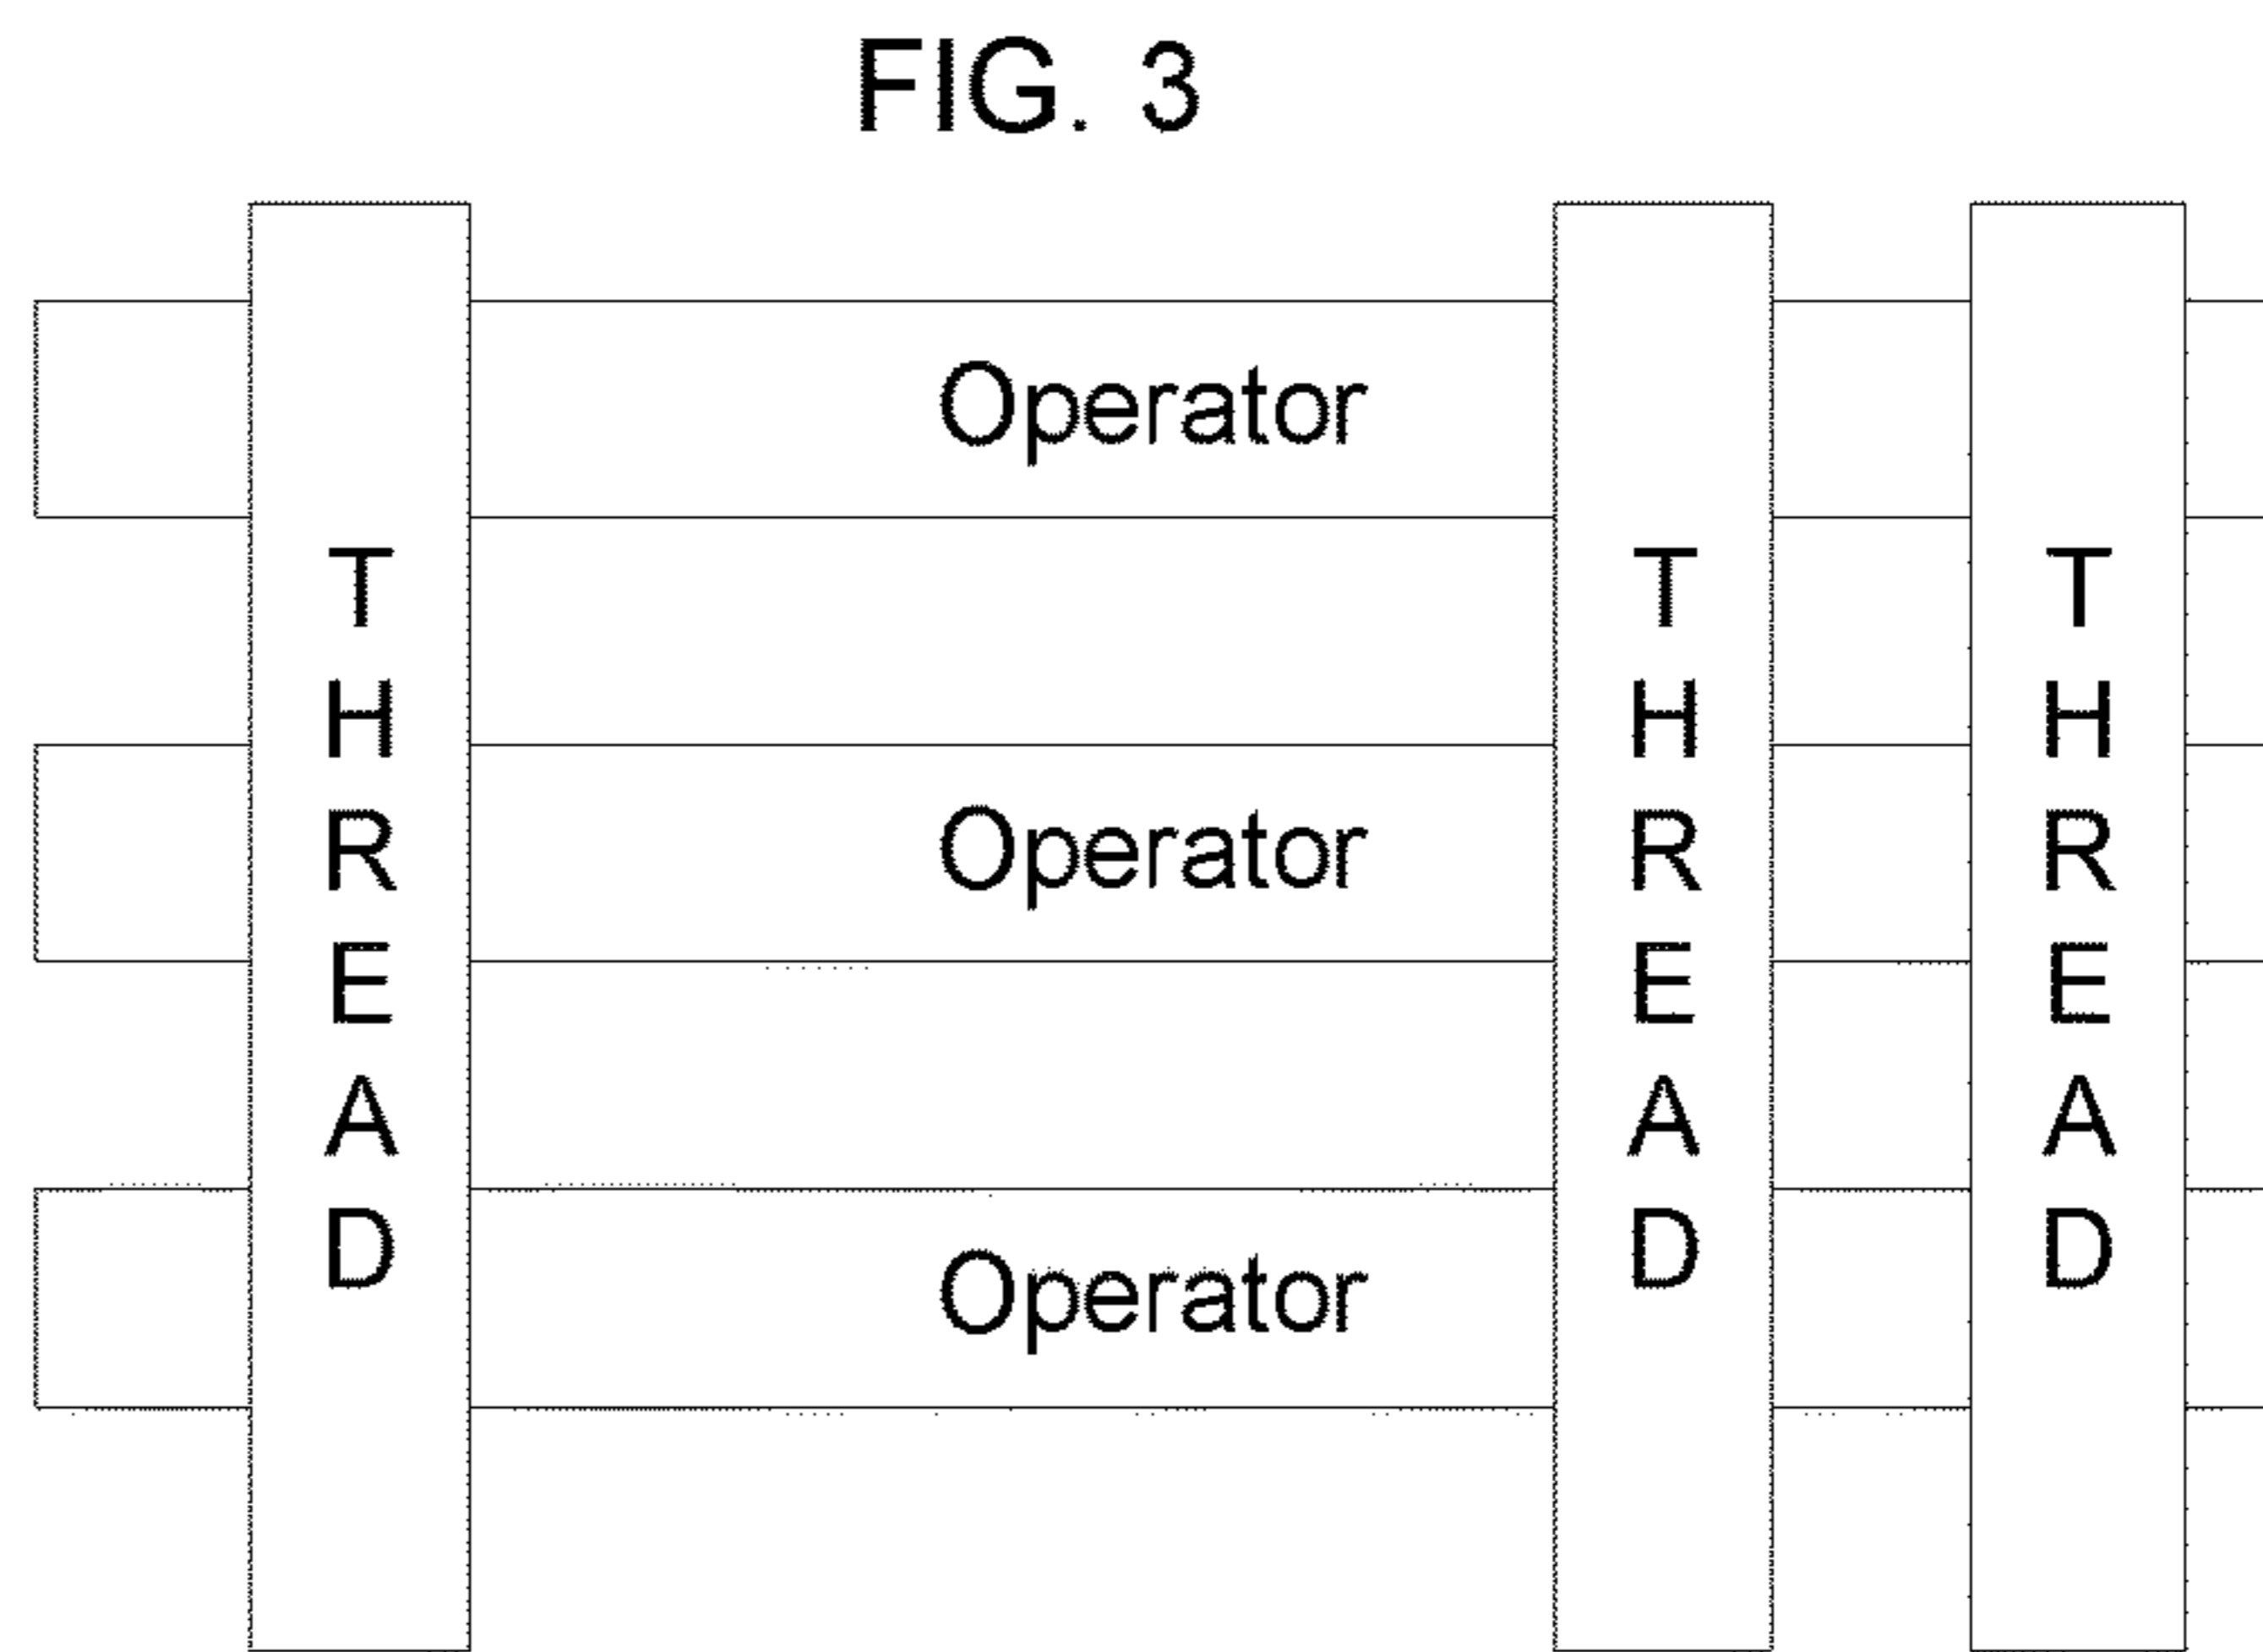 FIG. 3
Operator
Operator
Operator
THREAD
THREAD
THREAD